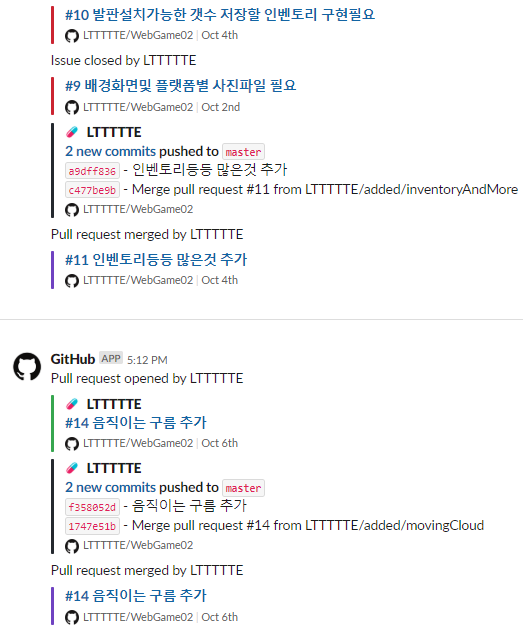 #10 발판설치가능한 갯수 저장할 인벤토리 구현필요
LTTTTTE/WebGame02 | Oct 4th
Issue closed by LTTTTTE
#9 배경화면및 플랫폼별 사진파일 필요
LTTTTTE/WebGame02 | Oct 2nd
LTTTTTE
2 new commits pushed to master
a9dff836 - 인벤토리등등 많은것 추가
c477be9b - Merge pull request #11 from LTTTTTE/added/inventoryAndMore
LTTTTTE/WebGame02
Pull request merged by LTTTTTE
#11 인벤토리등등 많은것 추가
LTTTTTE/WebGame02 | Oct 4th
GitHub APP 5:12 PM
Pull request opened by LTTTTTE
LTTTTTE
#14 음직이는 구름 추가
LTTTTTE/WebGame02 | Oct 6th
LTTTTTE
2 new commits pushed to master
f358052d - 음직이는 구름 추가
1747e51b - Merge pull request #14 from LTTTTTE/added/movingCloud
LTTTTTE/WebGame02
Pull request merged by LTTTTTE
#14 음직이는 구름 추가
LTTTTTE/WebGame02 | Oct 6th